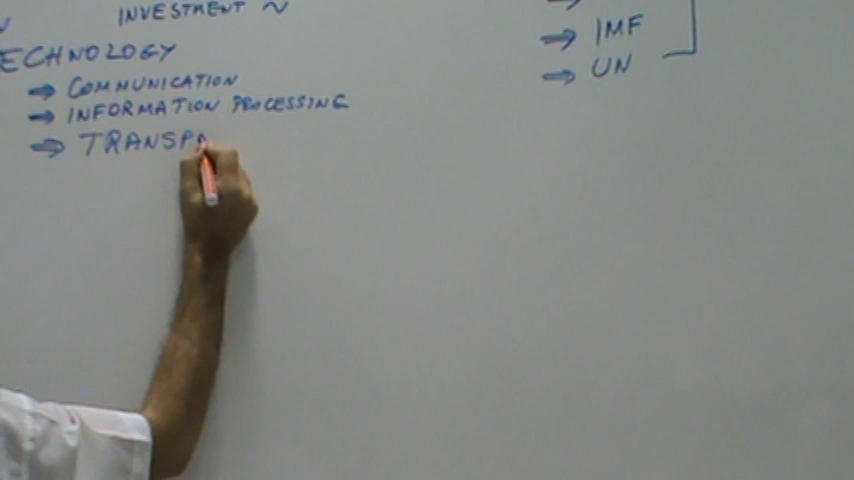 INVESTMENT ~
ECHNOLOGY
→ COMMUNICATION
→ INFORMATION PROCESSING
⇒ TRANSP
→ IMF
→ UN